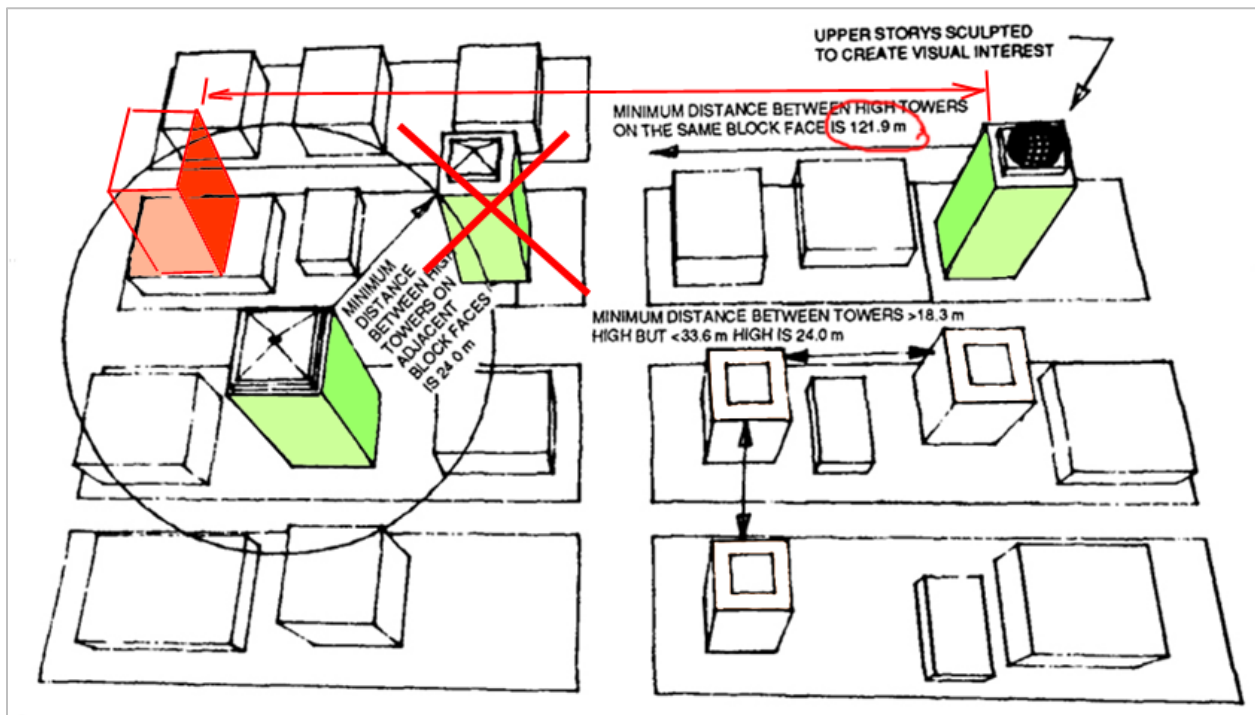 UPPER STORYS SCULPTED
TO CREATE VISUAL INTEREST
MINIMUM DISTANCE BETWEEN HIGH TOWERS
ON THE SAME BLOCK FACE IS 121.9 m
MINIMUM
DISTANCE
BETWEEN HIGH
TOWERS ON
ADJACENT
BLOCK FACES
IS 24.0 m
MINIMUM DISTANCE BETWEEN TOWERS >18.3 m
HIGH BUT <33.6 m HIGH IS 24.0 m